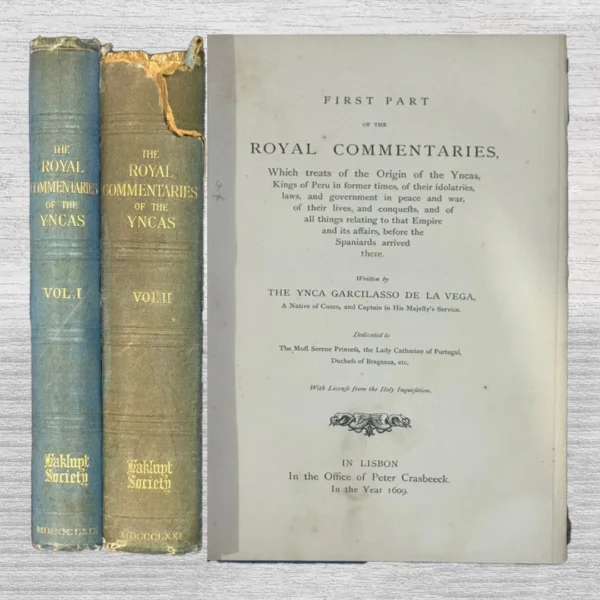 THE
ROYAL
COMMENTARIES
OF THE
YNCAS
VOL.I
Hakluyt
Society
MDCCCLXIX
THE
ROYAL
COMMENTARIES
OF THE
YNCAS
VOL.II
Hakluyt
Society
MDCCCLXXI
FIRST PART
OF THE
ROYAL COMMENTARIES,
Which treats of the Origin of the Yncas,
Kings of Peru in former times, of their idolatries,
laws, and government in peace and war,
of their lives, and conquests, and of
all things relating to that Empire
and its affairs, before the
Spaniards arrived
there.
Written by
THE YNCA GARCILASSO DE LA VEGA,
A Native of Cuzco, and Captain in His Majesty's Service.
Dedicated to
The Most Serene Princess, the Lady Catharine of Portugal,
Duchess of Braganza, etc.
With License from the Holy Inquisition.
IN LISBON
In the Office of Peter Crasbeeck.
In the Year 1609.